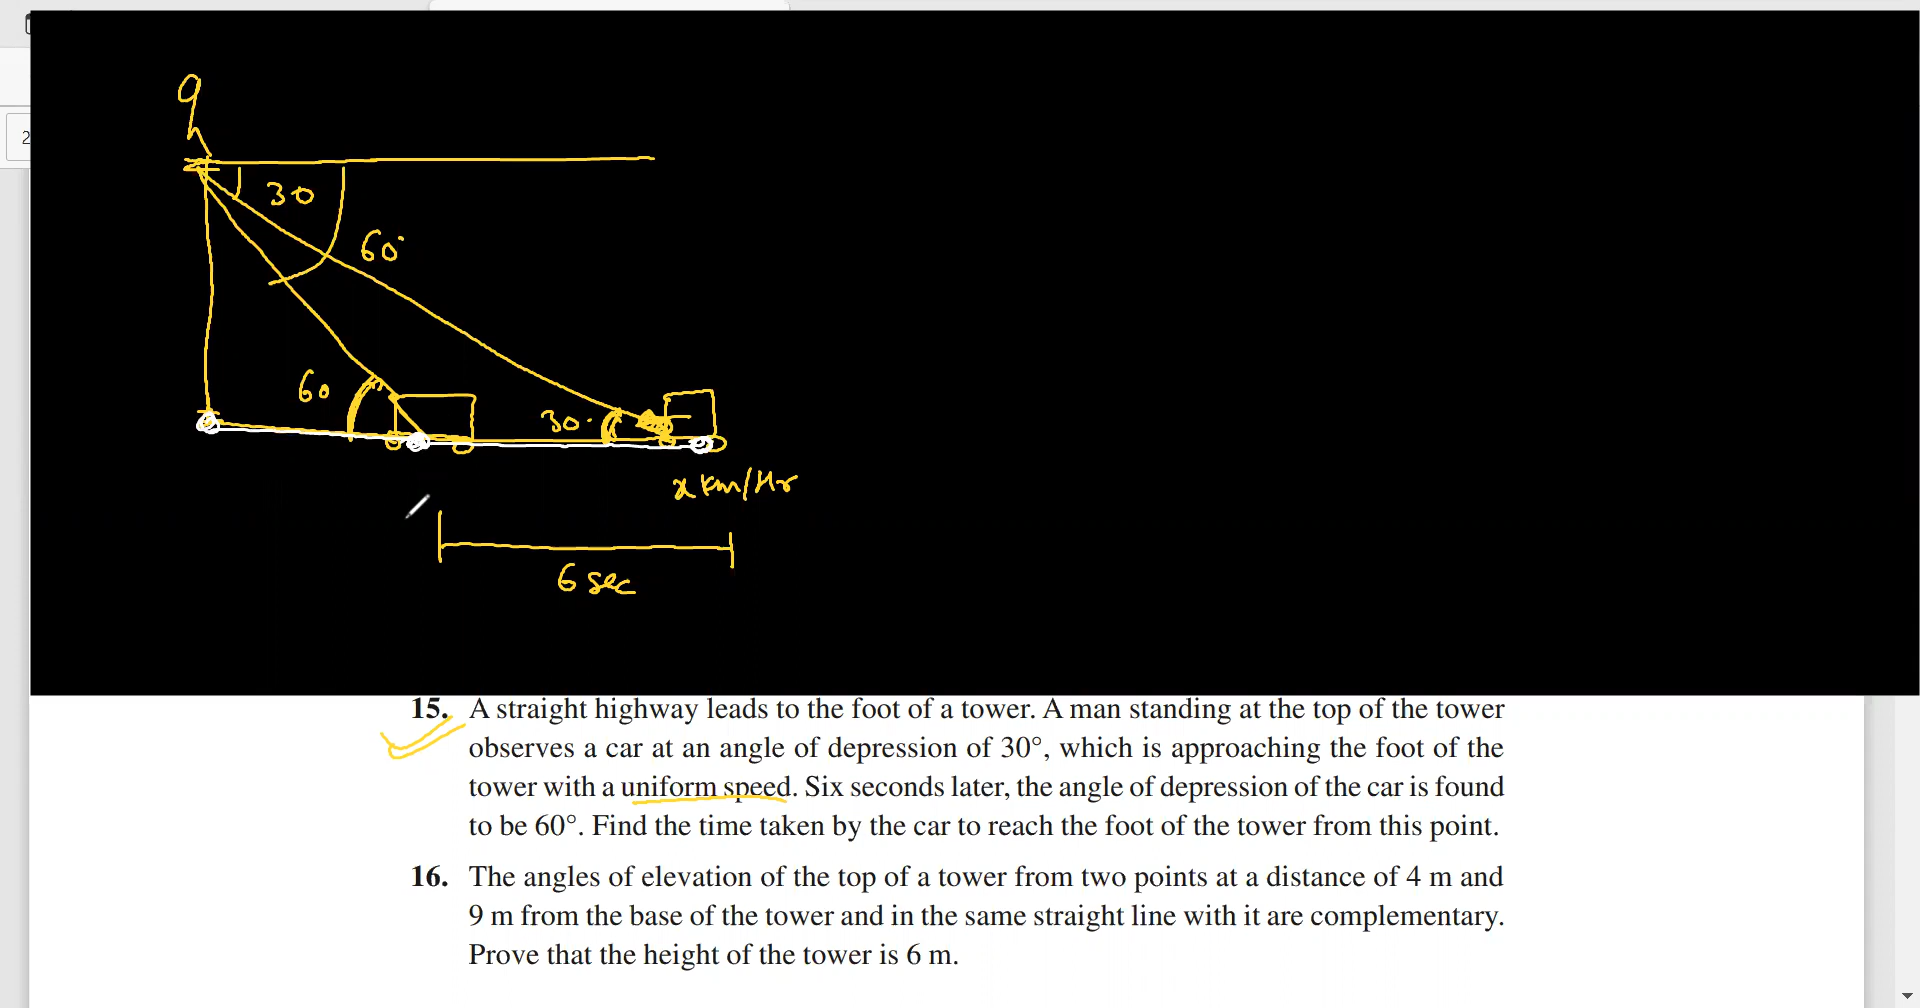 2
30
60°
60
30°
x km/Hr
6 sec
15. A straight highway leads to the foot of a tower. A man standing at the top of the tower
observes a car at an angle of depression of 30°, which is approaching the foot of the
tower with a uniform speed. Six seconds later, the angle of depression of the car is found
to be 60°. Find the time taken by the car to reach the foot of the tower from this point.
16. The angles of elevation of the top of a tower from two points at a distance of 4 m and
9 m from the base of the tower and in the same straight line with it are complementary.
Prove that the height of the tower is 6 m.